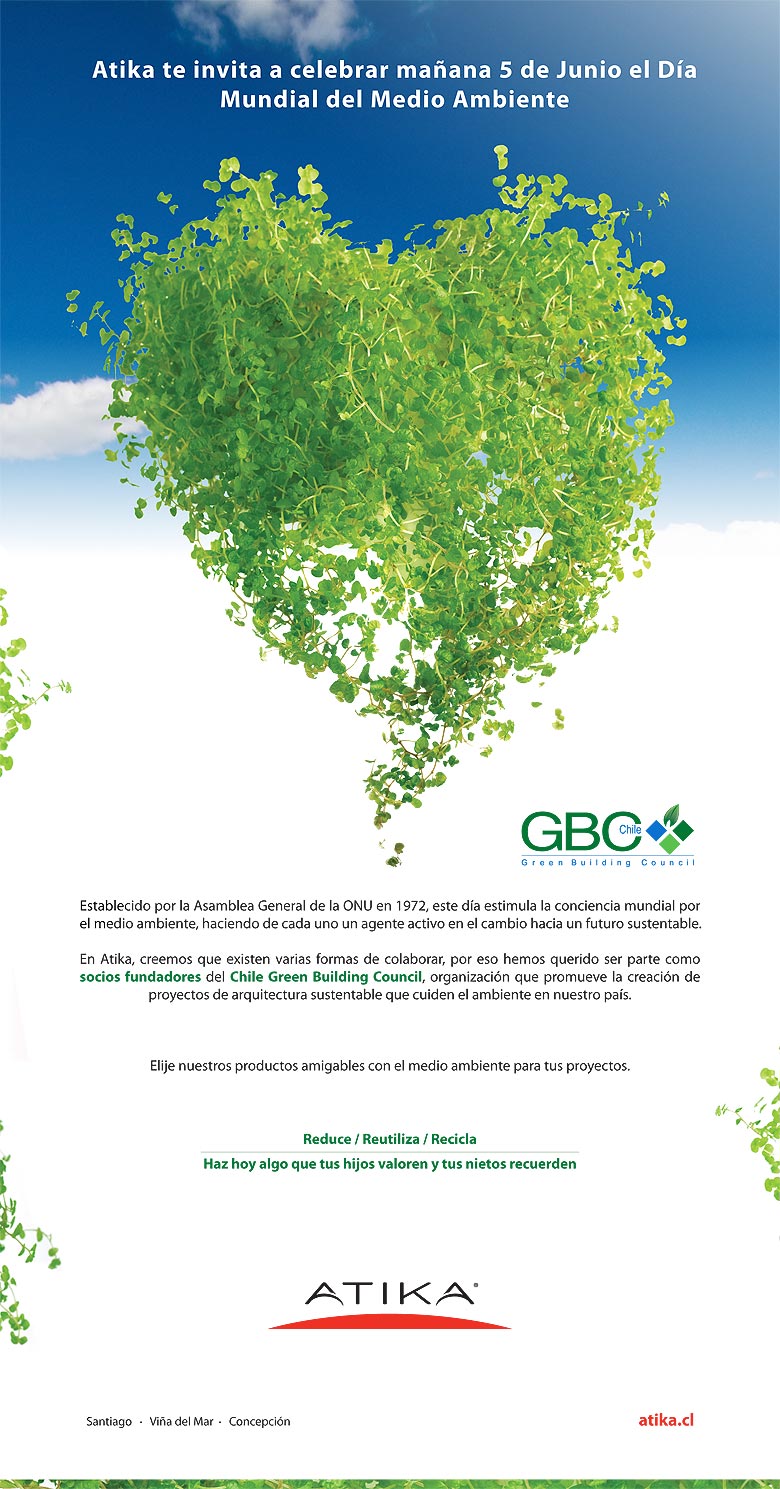 Atika te invita a celebrar mañana 5 de Junio el Día
Mundial del Medio Ambiente
GBC Chile
Green Building Council
Establecido por la Asamblea General de la ONU en 1972, este día estimula la conciencia mundial por
el medio ambiente, haciendo de cada uno un agente activo en el cambio hacia un futuro sustentable.
En Atika, creemos que existen varias formas de colaborar, por eso hemos querido ser parte como
socios fundadores del Chile Green Building Council, organización que promueve la creación de
proyectos de arquitectura sustentable que cuiden el ambiente en nuestro país.
Elije nuestros productos amigables con el medio ambiente para tus proyectos.
Reduce / Reutiliza / Recicla
Haz hoy algo que tus hijos valoren y tus nietos recuerden
ATIKA®
Santiago · Viña del Mar · Concepción
atika.cl